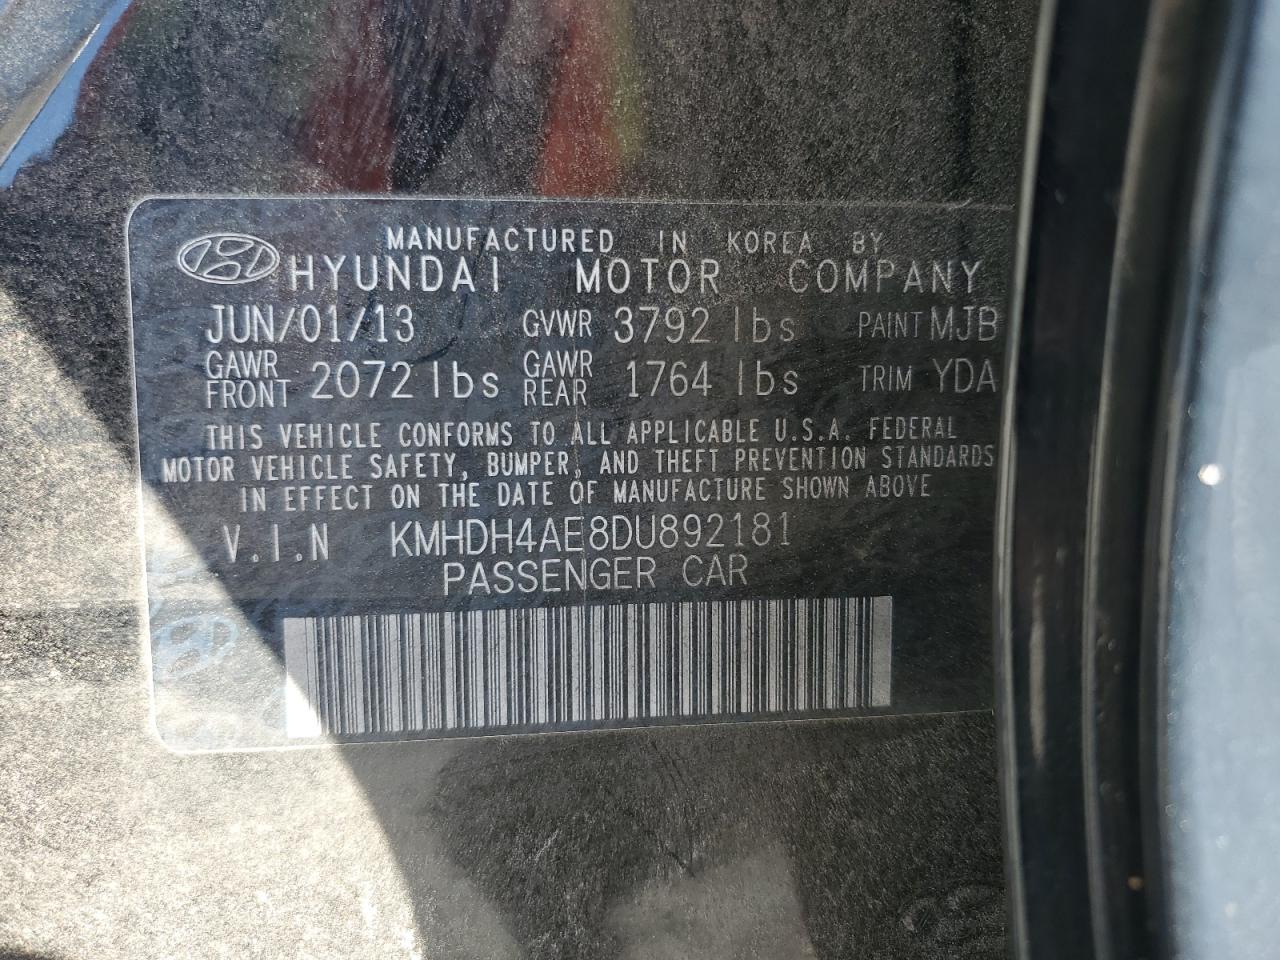 MANUFACTURED IN KOREA BY
HYUNDAI MOTOR COMPANY
JUN/01/13 GVWR 3792 lbs PAINT MJB
GAWR FRONT 2072 lbs GAWR REAR 1764 lbs TRIM YDA
THIS VEHICLE CONFORMS TO ALL APPLICABLE U.S.A. FEDERAL
MOTOR VEHICLE SAFETY, BUMPER, AND THEFT PREVENTION STANDARDS
IN EFFECT ON THE DATE OF MANUFACTURE SHOWN ABOVE
V.I.N KMHDH4AE8DU892181
PASSENGER CAR